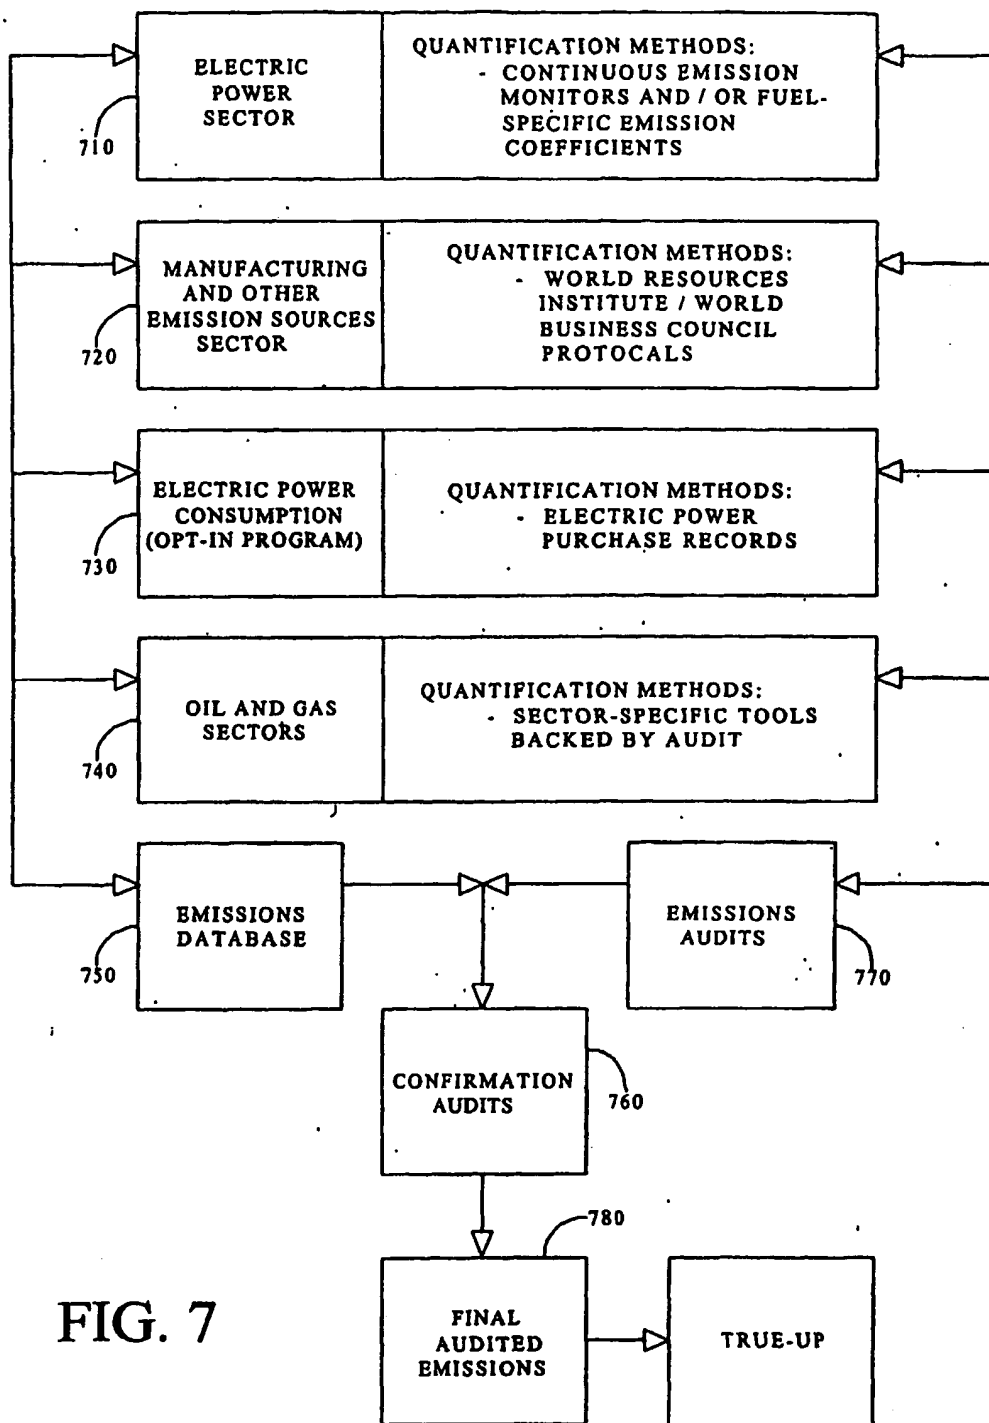 ELECTRIC
POWER
SECTOR
710
QUANTIFICATION METHODS:
- CONTINUOUS EMISSION
MONITORS AND / OR FUEL-
SPECIFIC EMISSION
COEFFICIENTS
MANUFACTURING
AND OTHER
EMISSION SOURCES
SECTOR
720
QUANTIFICATION METHODS:
- WORLD RESOURCES
INSTITUTE / WORLD
BUSINESS COUNCIL
PROTOCALS
ELECTRIC POWER
CONSUMPTION
(OPT-IN PROGRAM)
730
QUANTIFICATION METHODS:
- ELECTRIC POWER
PURCHASE RECORDS
OIL AND GAS
SECTORS
740
QUANTIFICATION METHODS:
- SECTOR-SPECIFIC TOOLS
BACKED BY AUDIT
EMISSIONS
DATABASE
750
EMISSIONS
AUDITS
770
CONFIRMATION
AUDITS
760
780
FINAL
AUDITED
EMISSIONS
TRUE-UP
FIG. 7